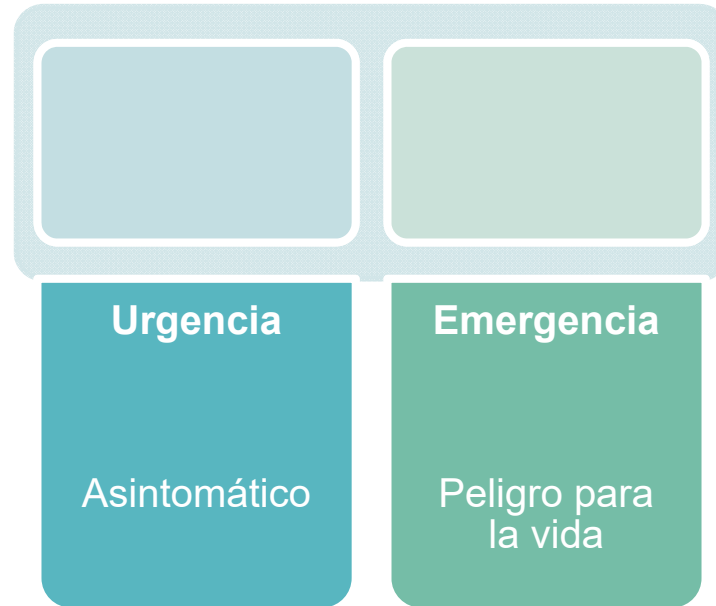 Urgencia
Asintomático
Emergencia
Peligro para
la vida